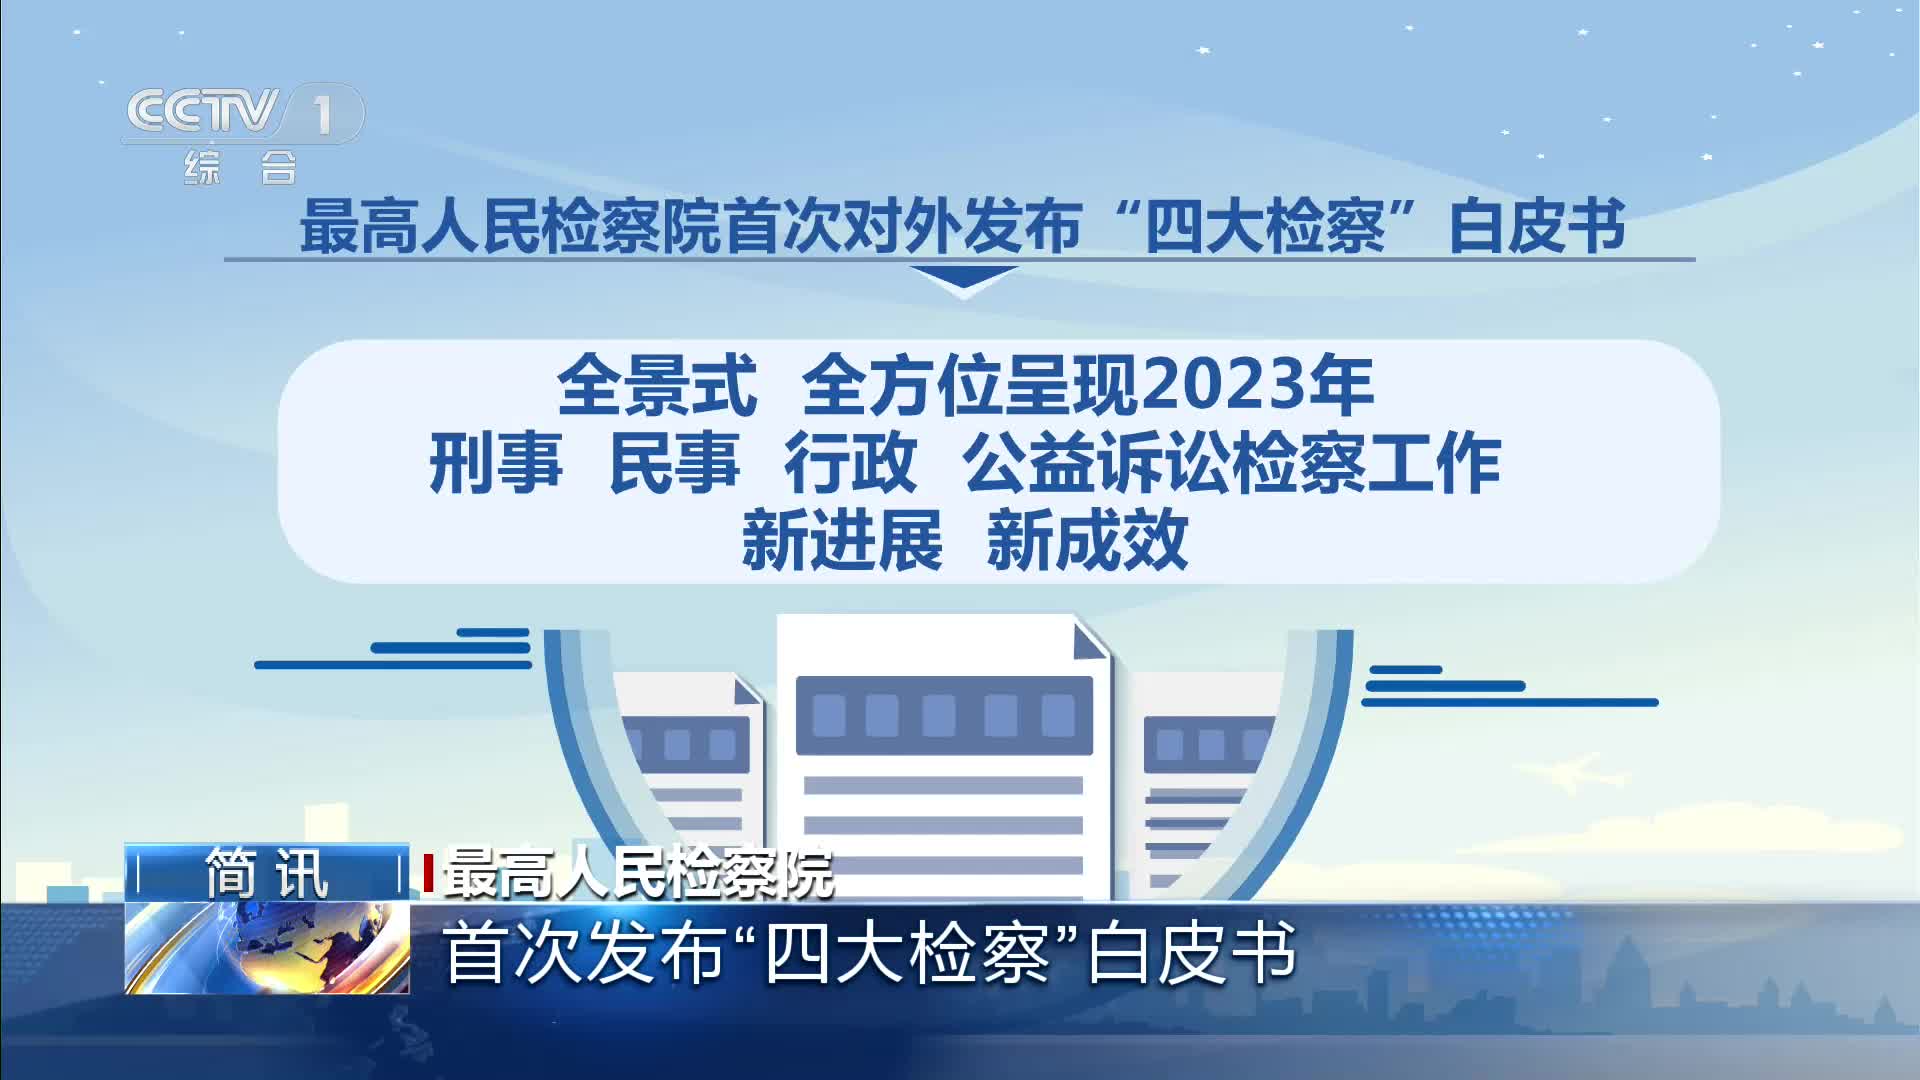 CCTV 1
综 合
最高人民检察院首次对外发布“四大检察”白皮书
全景式 全方位呈现2023年
刑事 民事 行政 公益诉讼检察工作
新进展 新成效
简讯
最高人民检察院
首次发布“四大检察”白皮书